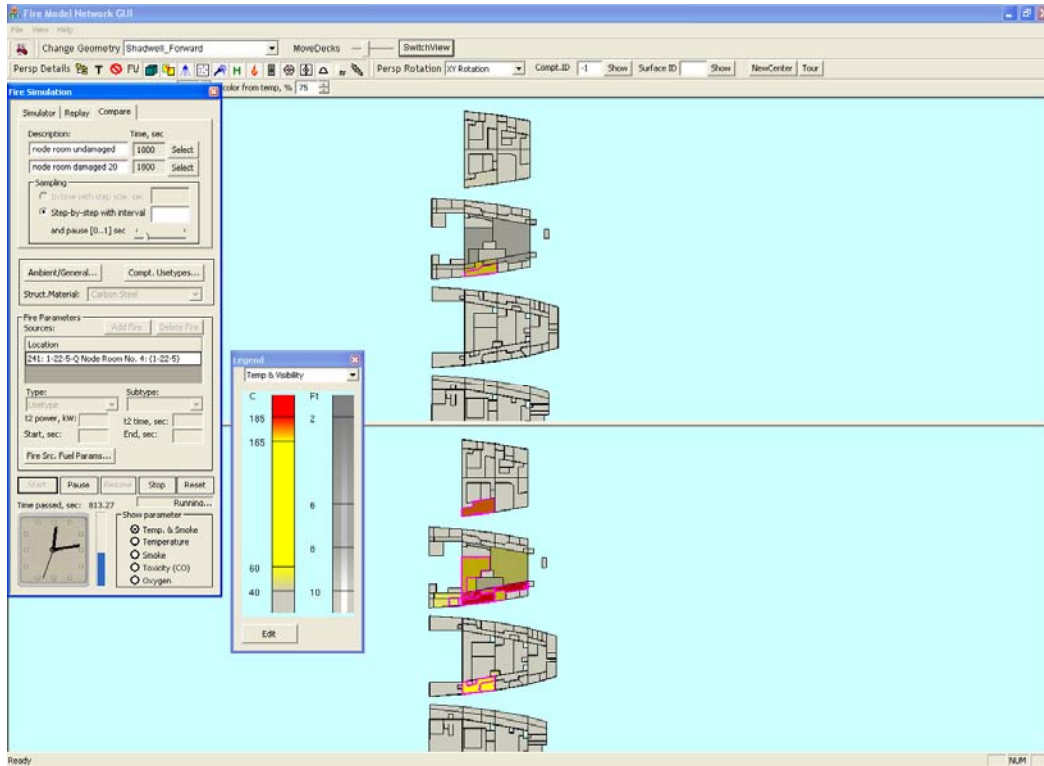 Fire Model Network GUI
File View Help
Change Geometry Shadwell_Forward MoveDecks SwitchView
Persp Details T FV H Persp Rotation XY Rotation Compt.ID -1 Show Surface ID Show NewCenter Tour
Fire Simulation
color from temp, % 75
Simulator Replay Compare
Description: Time, sec
node room undamaged 1800 Select
node room damaged 20 1800 Select
Sampling
In time with step size, sec
Step-by-step with interval
and pause [0..1] sec
Ambient/General... Compt. Usetypes...
Struct.Material: Carbon Steel
Fire Parameters
Sources: Add Fire Delete Fire
Location
241: 1-22-5-Q Node Room No. 4: (1-22-5)
Type: Subtype:
Usetype
t2 power, kW: t2 time, sec:
Start, sec: End, sec:
Fire Src. Fuel Params...
Start Pause Resume Stop Reset
Time passed, sec: 813.27 Running...
Show parameter
Temp. & Smoke
Temperature
Smoke
Toxicity (CO)
Oxygen
Legend
Temp & Visibility
C Ft
185 2
165
6
8
60
40 10
Edit
Ready NUM